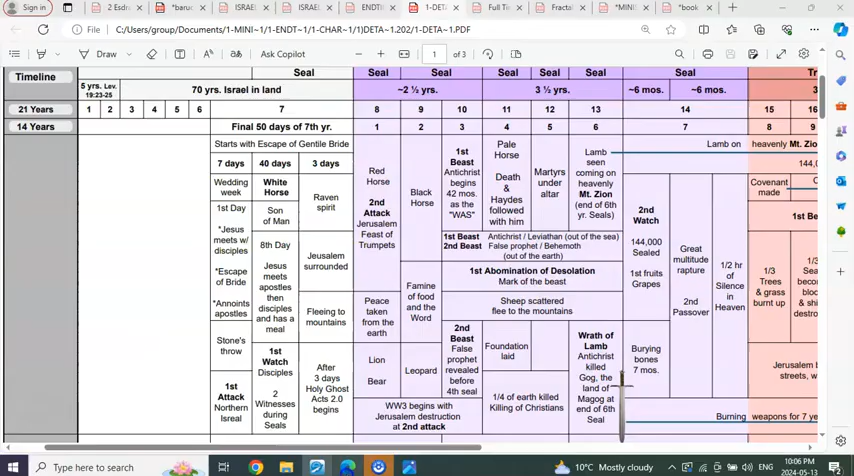 Sign in
2 Esdr
*baruc
ISRAEL
ISRAEL
ENDTI
1-DETA
Full Tim
Fractal
*MINIS
*book
File
C:/Users/group/Documents/1-MINI~1/1-ENDT~1/1-CHAR~1/1)DETA~1.202/1-DETA~1.PDF
Draw
Ask Copilot
1 of 3
Timeline
Seal
Seal
Seal
Seal
Seal
Seal
Seal
Tr
5 yrs. Lev. 19:23-25
70 yrs. Israel in land
~2 ½ yrs.
3 ½ yrs.
~6 mos.
~6 mos.
3
21 Years
1 2 3 4 5 6 7 8 9 10 11 12 13 14 15 16
14 Years
Final 50 days of 7th yr.
1 2 3 4 5 6 7 8 9
Starts with Escape of Gentile Bride
7 days
40 days
3 days
Wedding
week
1st Day
*Jesus
meets w/
disciples
*Escape
of Bride
*Annoints
apostles
Stone's
throw
1st
Attack
Northern
Isreal
White
Horse
Son
of Man
8th Day
Jesus
meets
apostles
then
disciples
and has a
meal
1st
Watch
Disciples
2
Witnesses
during
Seals
Raven
spirit
Jeusalem
surrounded
Fleeing to
mountains
After
3 days
Holy Ghost
Acts 2.0
begins
Red
Horse
2nd
Attack
Jerusalem
Feast of
Trumpets
Peace
taken
from the
earth
Lion
Bear
Black
Horse
Famine
of food
and the
Word
Leopard
WW3 begins with
Jerusalem destruction
at 2nd attack
1st
Beast
Antichrist
begins
42 mos.
as the
"WAS"
Pale
Horse
Death
&
Haydes
followed
with him
Martyrs
under
altar
Lamb
seen
coming on
heavenly
Mt. Zion
(end of 6th
yr. Seals)
1st Beast Antichrist / Leviathan (out of the sea)
2nd Beast False prophet / Behemoth
(out of the earth)
1st Abomination of Desolation
Mark of the beast
Sheep scattered
flee to the mountains
2nd
Beast
False
prophet
revealed
before
4th seal
Foundation
laid
1/4 of earth killed
Killing of Christians
Wrath of
Lamb
Antichrist
killed
Gog, the
land of
Magog at
end of 6th
Seal
Lamb on heavenly Mt. Zio
2nd
Watch
144,000
Sealed
1st fruits
Grapes
Burying
bones
7 mos.
Great
multitude
rapture
2nd
Passover
1/2 hr
of
Silence
in
Heaven
Burning weapons for 7 ye
144,
Covenant
made
1st Be
1/3
Trees
& grass
burnt up
1/3
Sea
becom
bloc
& shi
destro
Jerusalem b
streets, w
Type here to search
10°C Mostly cloudy
10:06 PM
2024-05-13